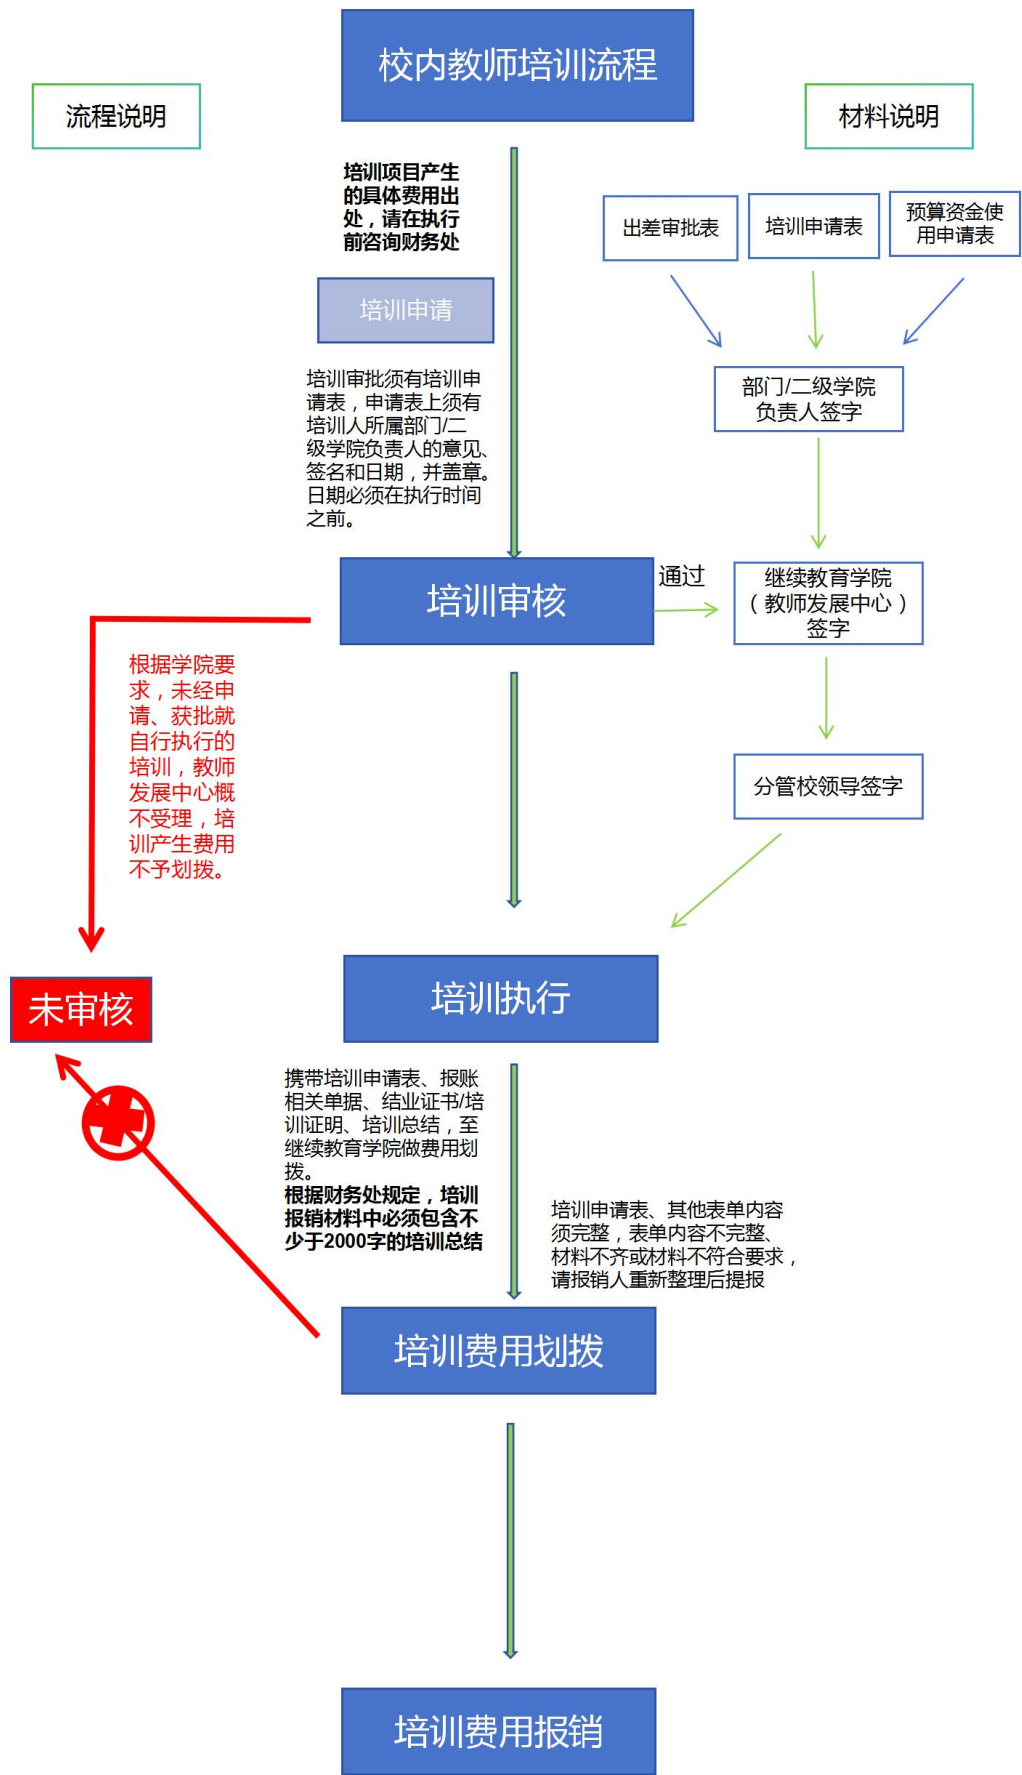 校内教师培训流程
流程说明
材料说明
培训项目产生
的具体费用出
处，请在执行
前咨询财务处
出差审批表
培训申请表
预算资金使
用申请表
培训申请
培训审批须有培训申
请表，申请表上须有
培训人所属部门/二
级学院负责人的意见、
签名和日期，并盖章。
日期必须在执行时间
之前。
部门/二级学院
负责人签字
培训审核
通过
继续教育学院
（教师发展中心）
签字
根据学院要
求，未经申
请、获批就
自行执行的
培训，教师
发展中心概
不受理，培
训产生费用
不予划拨。
分管校领导签字
未审核
培训执行
携带培训申请表、报账
相关单据、结业证书/培
训证明、培训总结，至
继续教育学院做费用划
拨。
根据财务处规定，培训
报销材料中必须包含不
少于2000字的培训总结
培训申请表、其他表单内容
须完整，表单内容不完整、
材料不齐或材料不符合要求，
请报销人重新整理后提报
培训费用划拨
培训费用报销